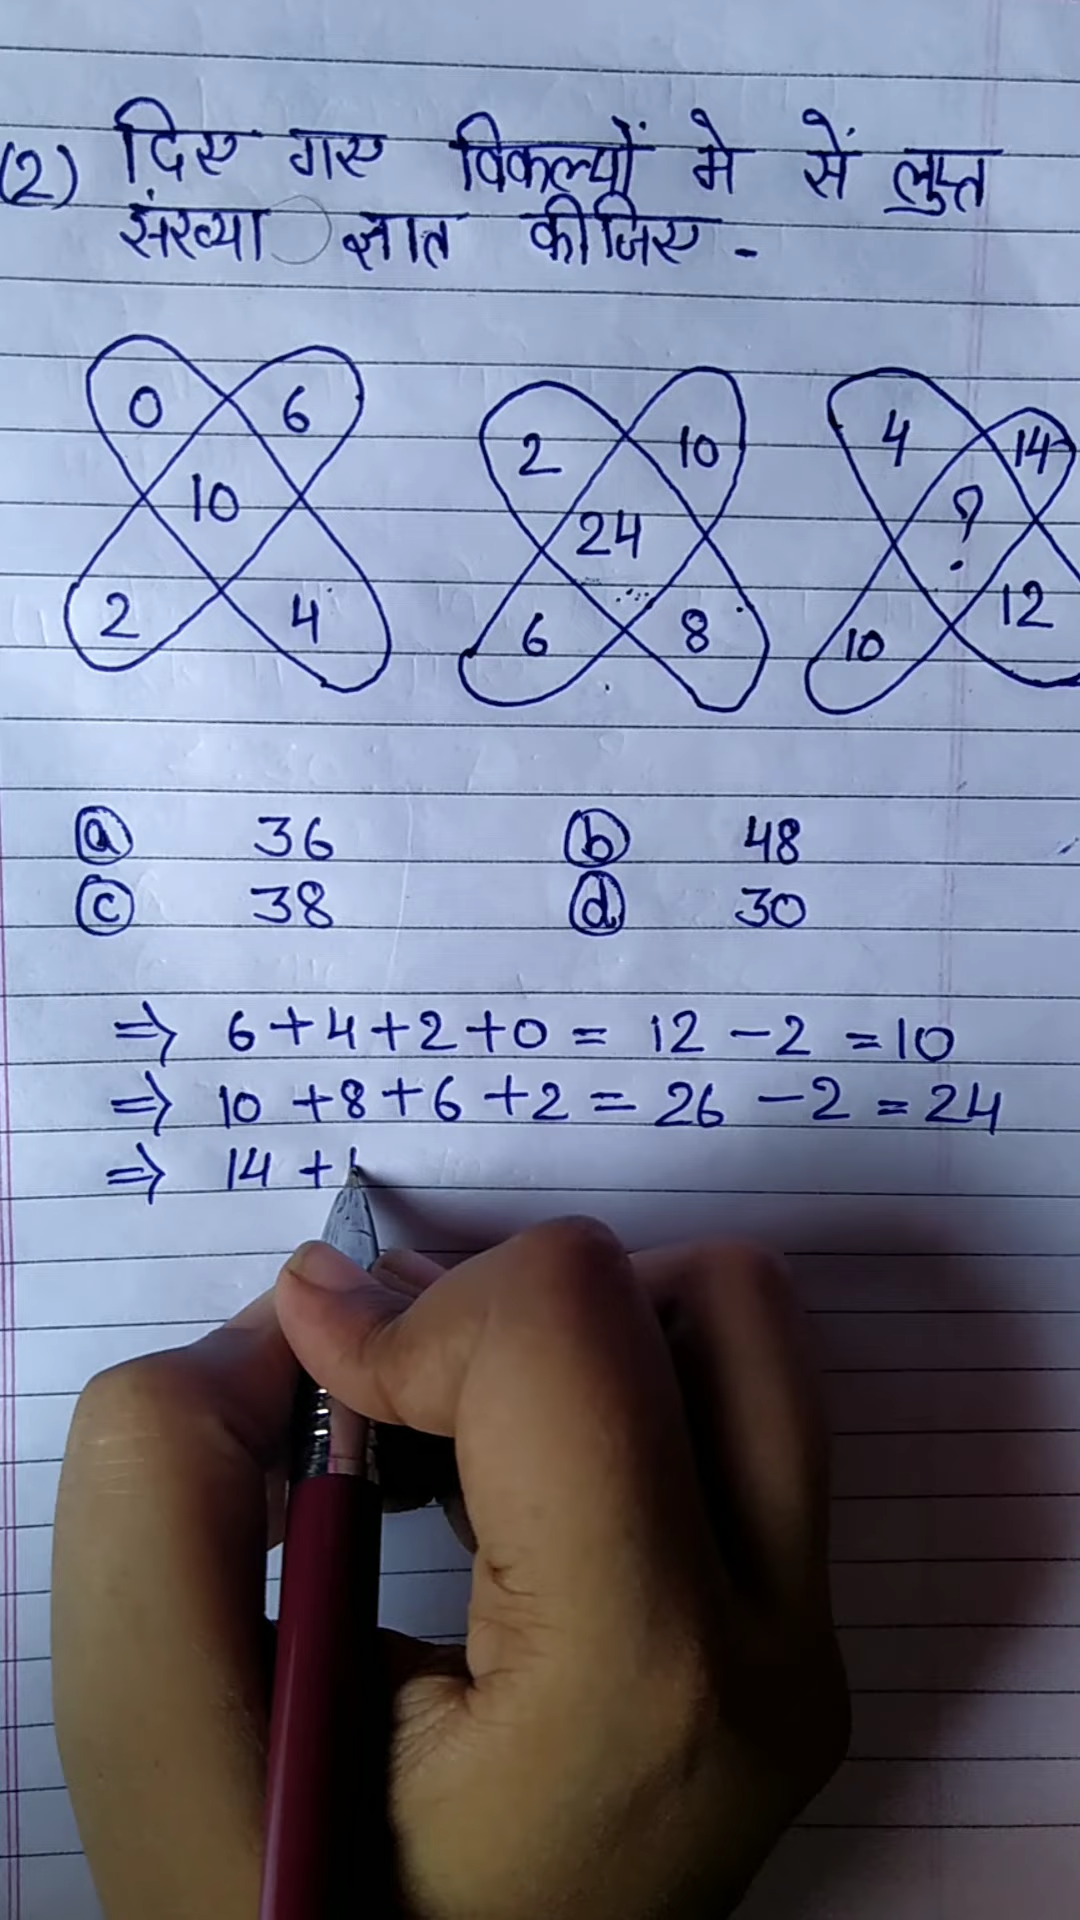 (2) दिए गए विकल्पों मे से लुप्त
संख्या ज्ञात कीजिए -
0 6 2 10 4 14
10 24 ?
2 4 6 8 10 12
(a) 36 (b) 48
(c) 38 (d) 30
⇒ 6+4+2+0 = 12 - 2 = 10
⇒ 10 +8+6+2 = 26 - 2 = 24
⇒ 14 + 1